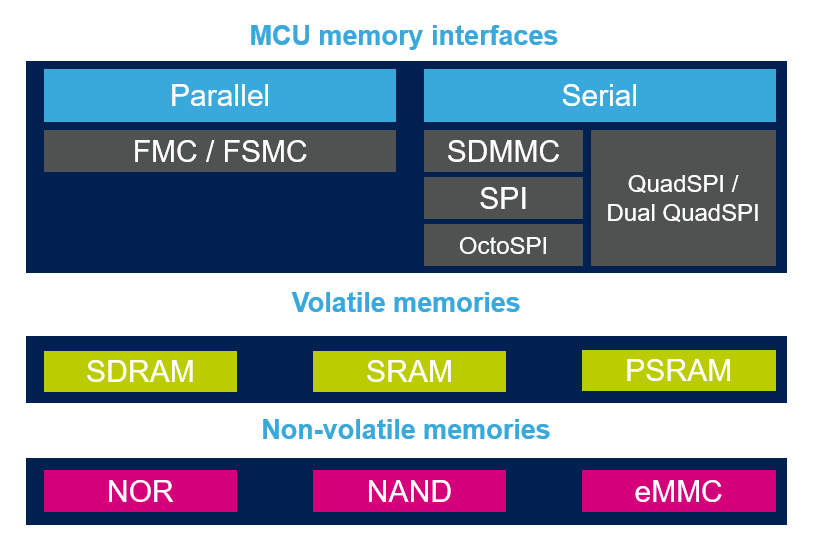 MCU memory interfaces
Parallel
Serial
FMC / FSMC
SDMMC
SPI
OctoSPI
QuadSPI /
Dual QuadSPI
Volatile memories
SDRAM
SRAM
PSRAM
Non-volatile memories
NOR
NAND
eMMC